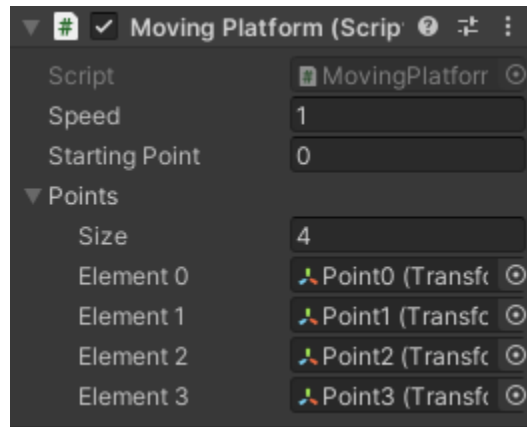 # Moving Platform (Scrip
Script # MovingPlatforr
Speed 1
Starting Point 0
Points
Size 4
Element 0 Point0 (Transfc
Element 1 Point1 (Transfc
Element 2 Point2 (Transfc
Element 3 Point3 (Transfc